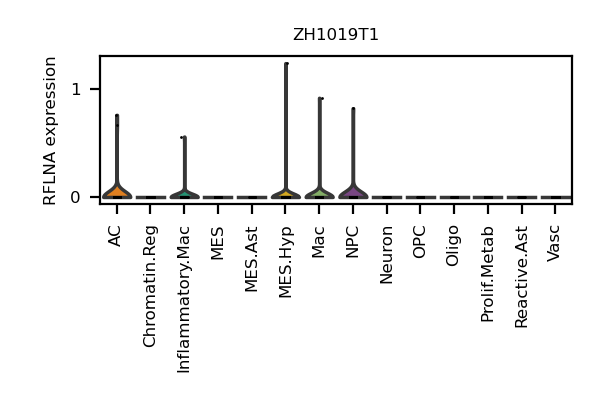 ZH1019T1
RFLNA expression
1
0
AC
Chromatin.Reg
Inflammatory.Mac
MES
MES.Ast
MES.Hyp
Mac
NPC
Neuron
OPC
Oligo
Prolif.Metab
Reactive.Ast
Vasc